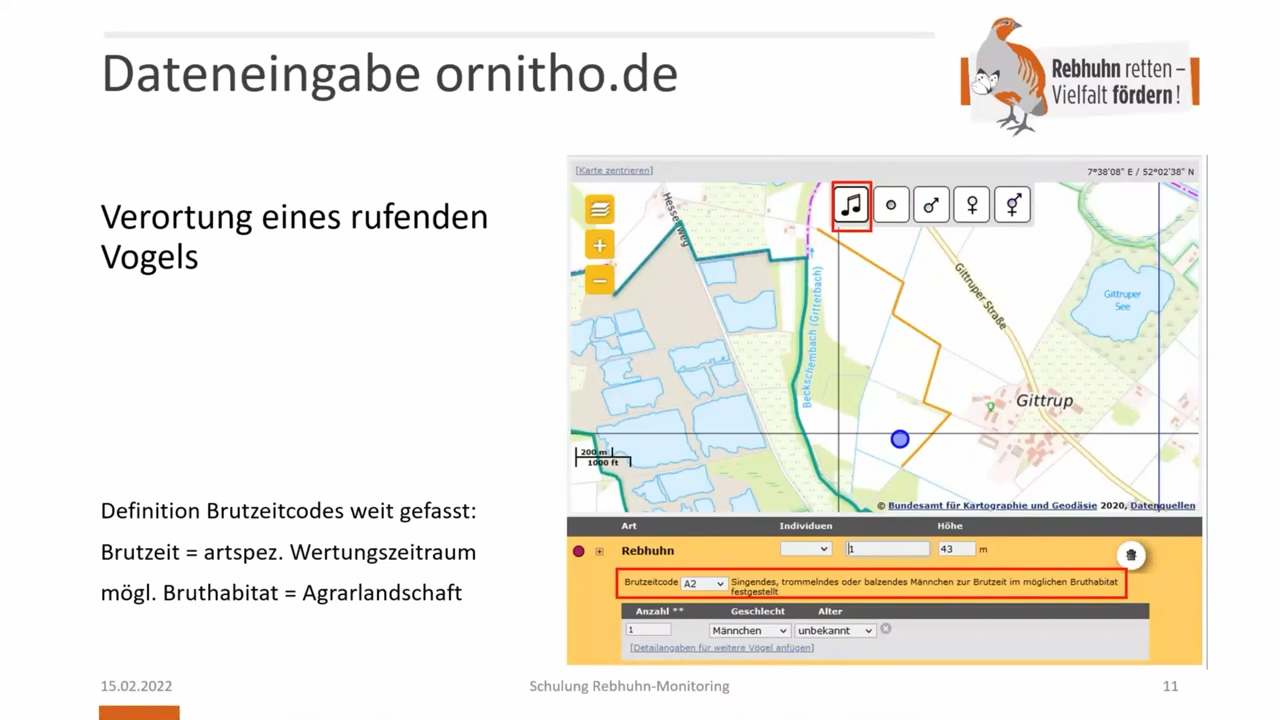 Dateneingabe ornitho.de
Rebhuhn retten –
Vielfalt fördern!
Verortung eines rufenden
Vogels
Definition Brutzeitcodes weit gefasst:
Brutzeit = artspez. Wertungszeitraum
mögl. Bruthabitat = Agrarlandschaft
[Karte zentrieren]
7°38'08" E / 52°02'38" N
Hessenweg
Beckschembach (Gitterbach)
Gittruper Straße
Gittruper
See
Gittrup
200 m
1000 ft
© Bundesamt für Kartographie und Geodäsie 2020, Datenquellen
Art Individuen Höhe
Rebhuhn 1 43 m
Brutzeitcode A2 Singendes, trommelndes oder balzendes Männchen zur Brutzeit im möglichen Bruthabitat
festgestellt
Anzahl ** Geschlecht Alter
1 Männchen unbekannt
[Detailangaben für weitere Vögel anfügen]
15.02.2022
Schulung Rebhuhn-Monitoring
11